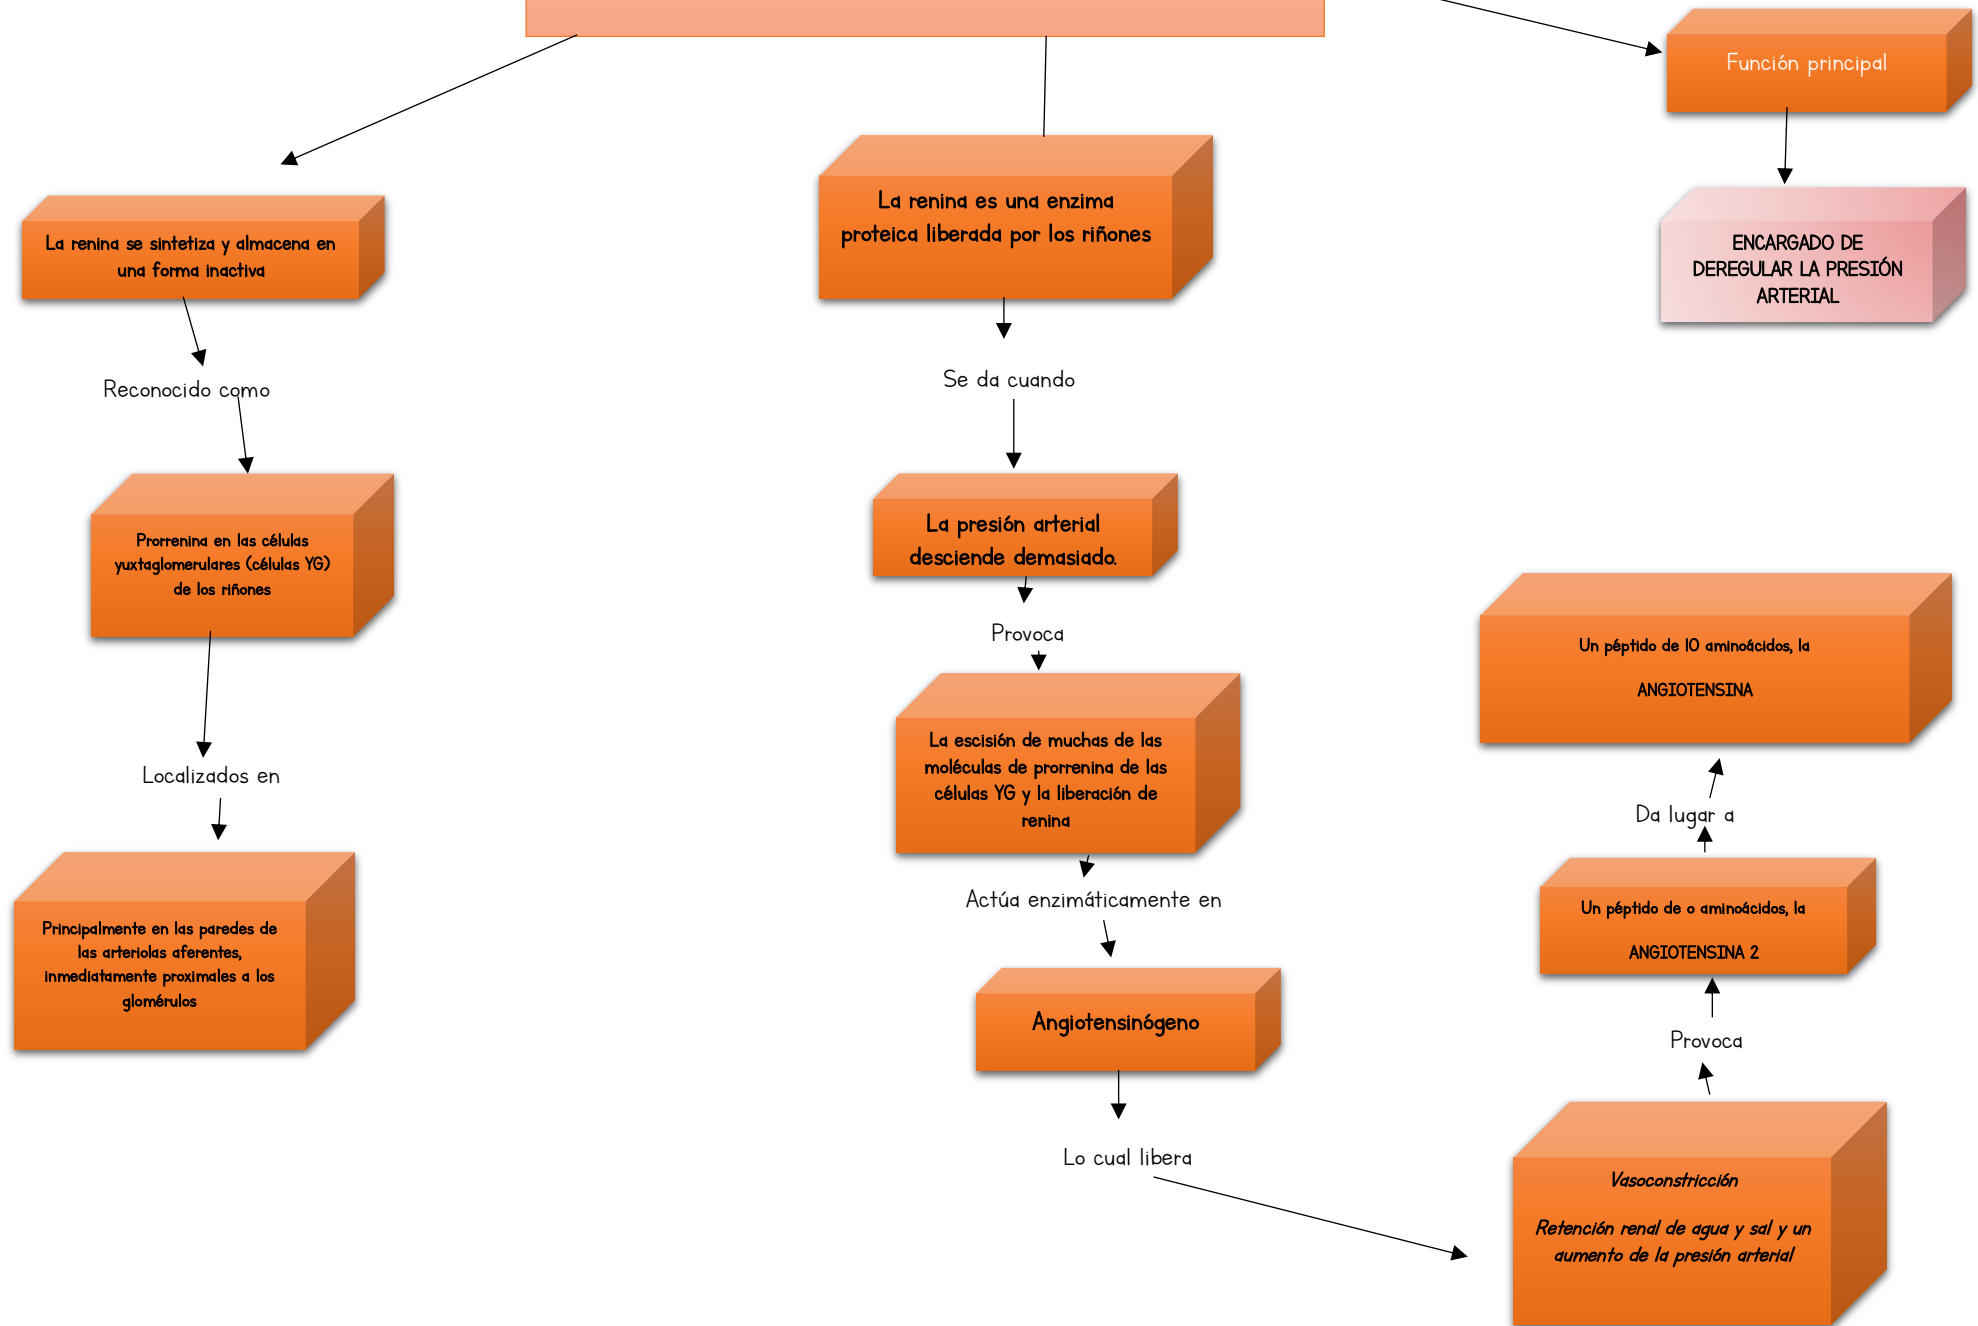 La renina se sintetiza y almacena en
una forma inactiva
Reconocido como
Prorrenina en las células
yuxtaglomerulares (células YG)
de los riñones
Localizados en
Principalmente en las paredes de
las arteriolas aferentes,
inmediatamente proximales a los
glomérulos
La renina es una enzima
proteica liberada por los riñones
Se da cuando
La presión arterial
desciende demasiado.
Provoca
La escisión de muchas de las
moléculas de prorrenina de las
células YG y la liberación de
renina
Actúa enzimáticamente en
Angiotensinógeno
Lo cual libera
Función principal
ENCARGADO DE
DEREGULAR LA PRESIÓN
ARTERIAL
Un péptido de 10 aminoácidos, la
ANGIOTENSINA
Da lugar a
Un péptido de o aminoácidos, la
ANGIOTENSINA 2
Provoca
Vasoconstricción
Retención renal de agua y sal y un
aumento de la presión arterial